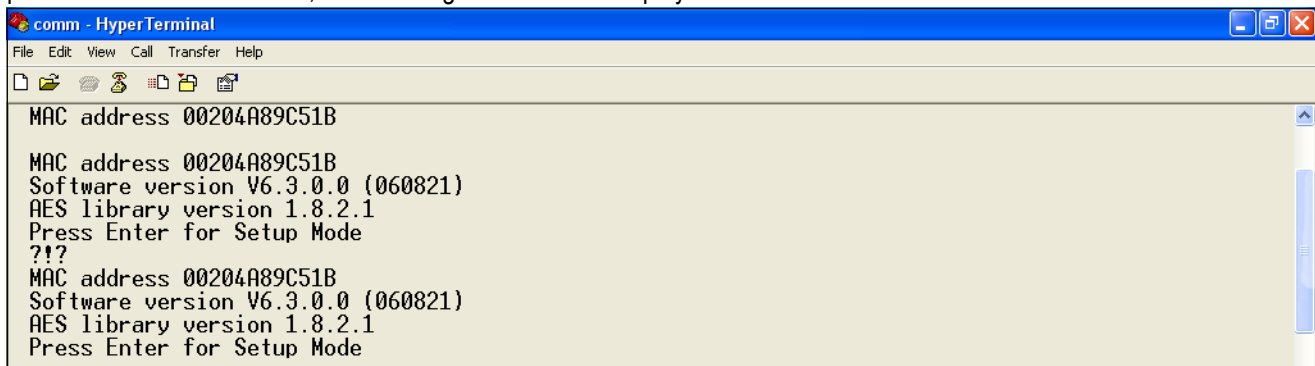 comm - HyperTerminal
File Edit View Call Transfer Help
MAC address 00204A89C51B
MAC address 00204A89C51B
Software version V6.3.0.0 (060821)
AES library version 1.8.2.1
Press Enter for Setup Mode
?!?
MAC address 00204A89C51B
Software version V6.3.0.0 (060821)
AES library version 1.8.2.1
Press Enter for Setup Mode